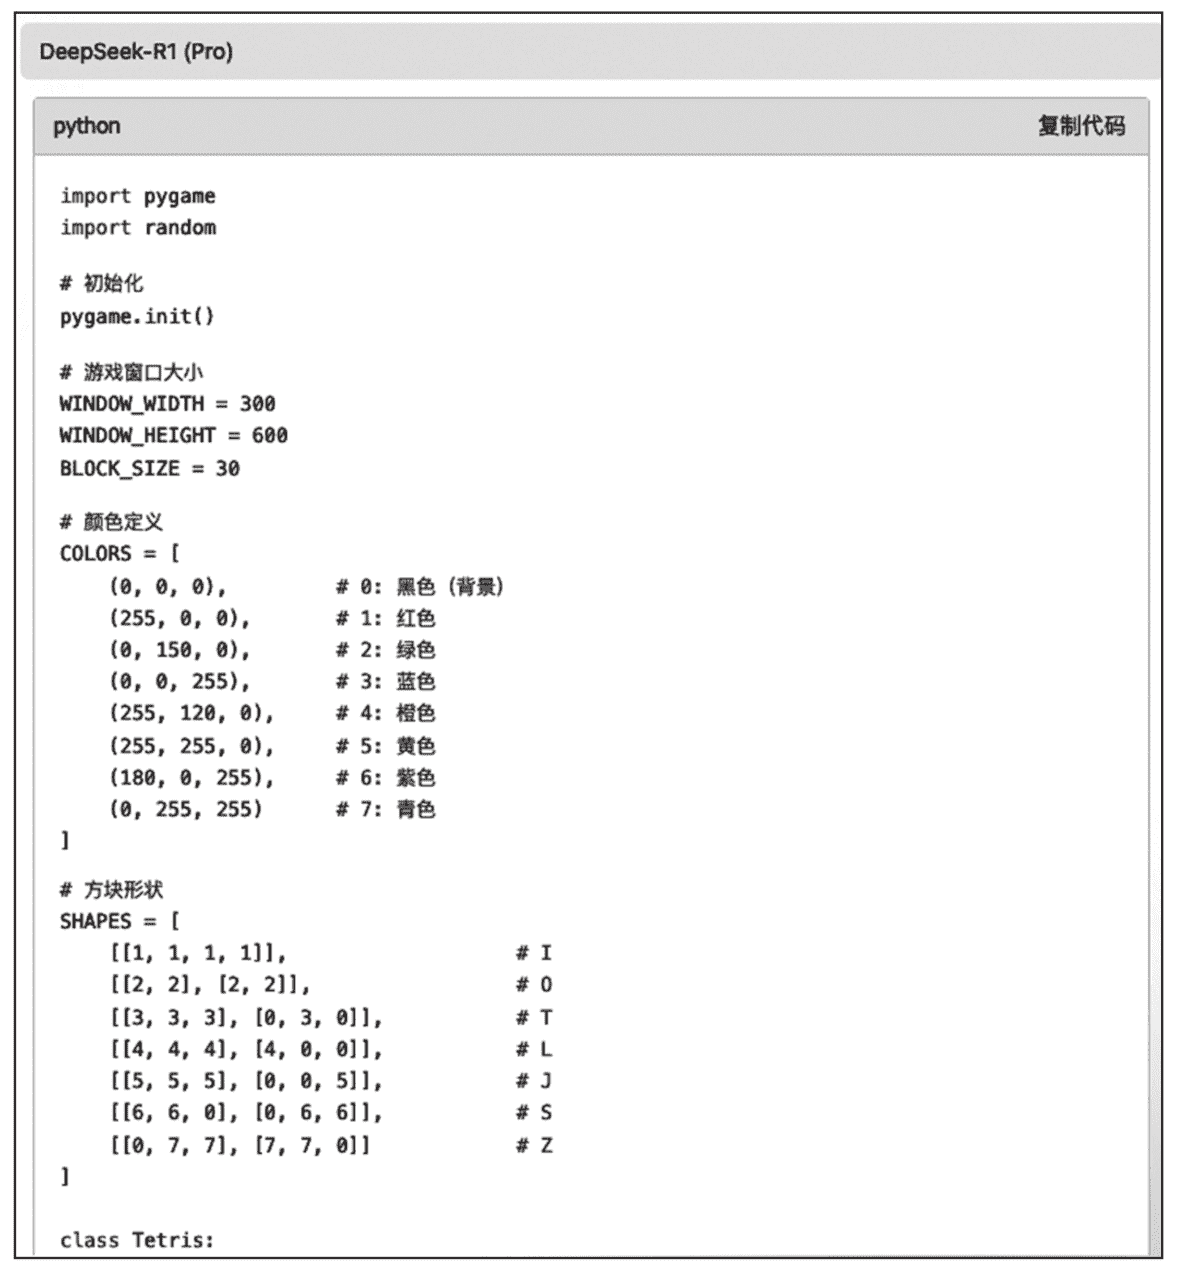 DeepSeek-R1 (Pro)
python 复制代码
import pygame
import random
# 初始化
pygame.init()
# 游戏窗口大小
WINDOW_WIDTH = 300
WINDOW_HEIGHT = 600
BLOCK_SIZE = 30
# 颜色定义
COLORS = [
    (0, 0, 0),         # 0: 黑色 (背景)
    (255, 0, 0),       # 1: 红色
    (0, 150, 0),       # 2: 绿色
    (0, 0, 255),       # 3: 蓝色
    (255, 120, 0),     # 4: 橙色
    (255, 255, 0),     # 5: 黄色
    (180, 0, 255),     # 6: 紫色
    (0, 255, 255)      # 7: 青色
]
# 方块形状
SHAPES = [
    [[1, 1, 1, 1]],                   # I
    [[2, 2], [2, 2]],                 # O
    [[3, 3, 3], [0, 3, 0]],           # T
    [[4, 4, 4], [4, 0, 0]],           # L
    [[5, 5, 5], [0, 0, 5]],           # J
    [[6, 6, 0], [0, 6, 6]],           # S
    [[0, 7, 7], [7, 7, 0]]            # Z
]
class Tetris: